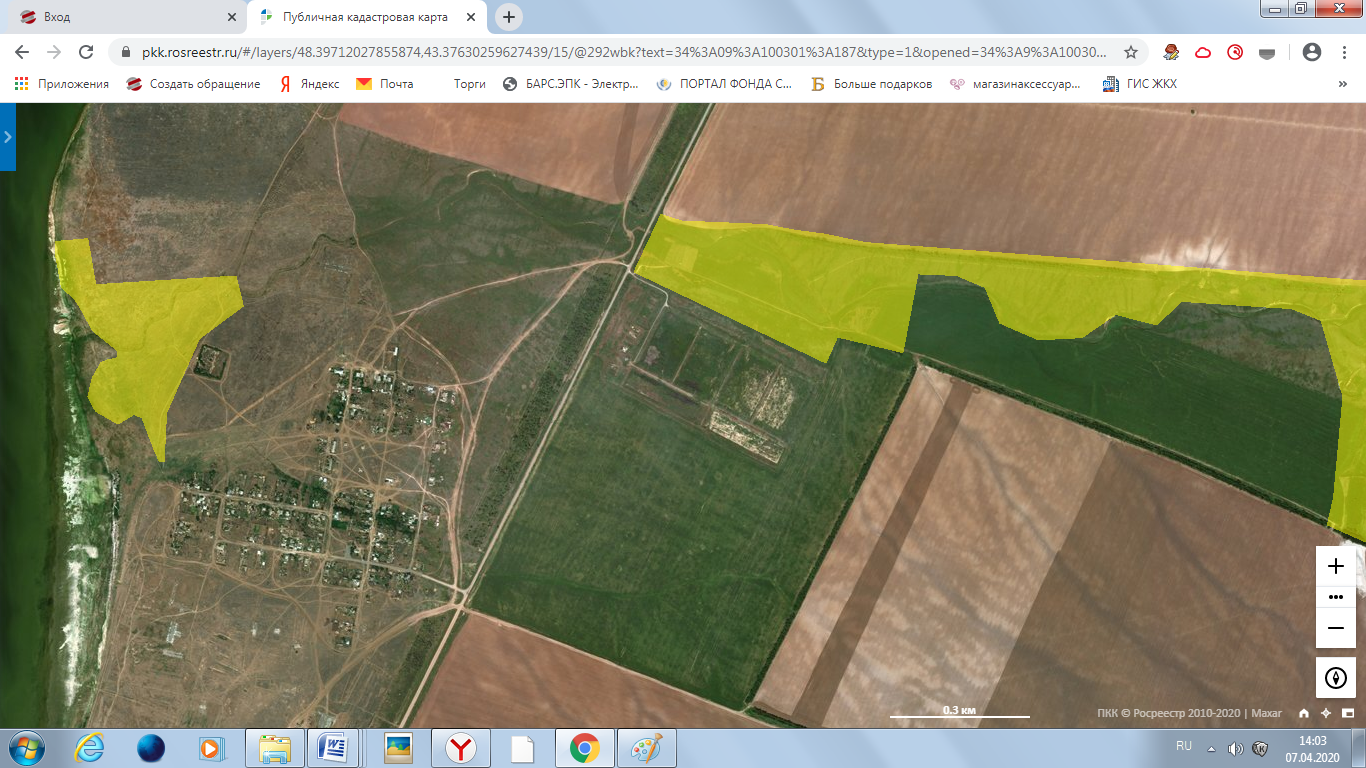 Вход
Публичная кадастровая карта
pkk.rosreestr.ru/#/layers/48.39712027855874,43.37630259627439/15/@292wbk?text=34%3A09%3A100301%3A187&type=1&opened=34%3A9%3A10030...
Приложения Создать обращение Яндекс Почта Торги БАРС.ЭПК - Электр... ПОРТАЛ ФОНДА С... Больше подарков магазинаксессуар... ГИС ЖКХ »
0.3 км
ПКК © Росреестр 2010-2020 | Maxar
RU
14:03
07.04.2020